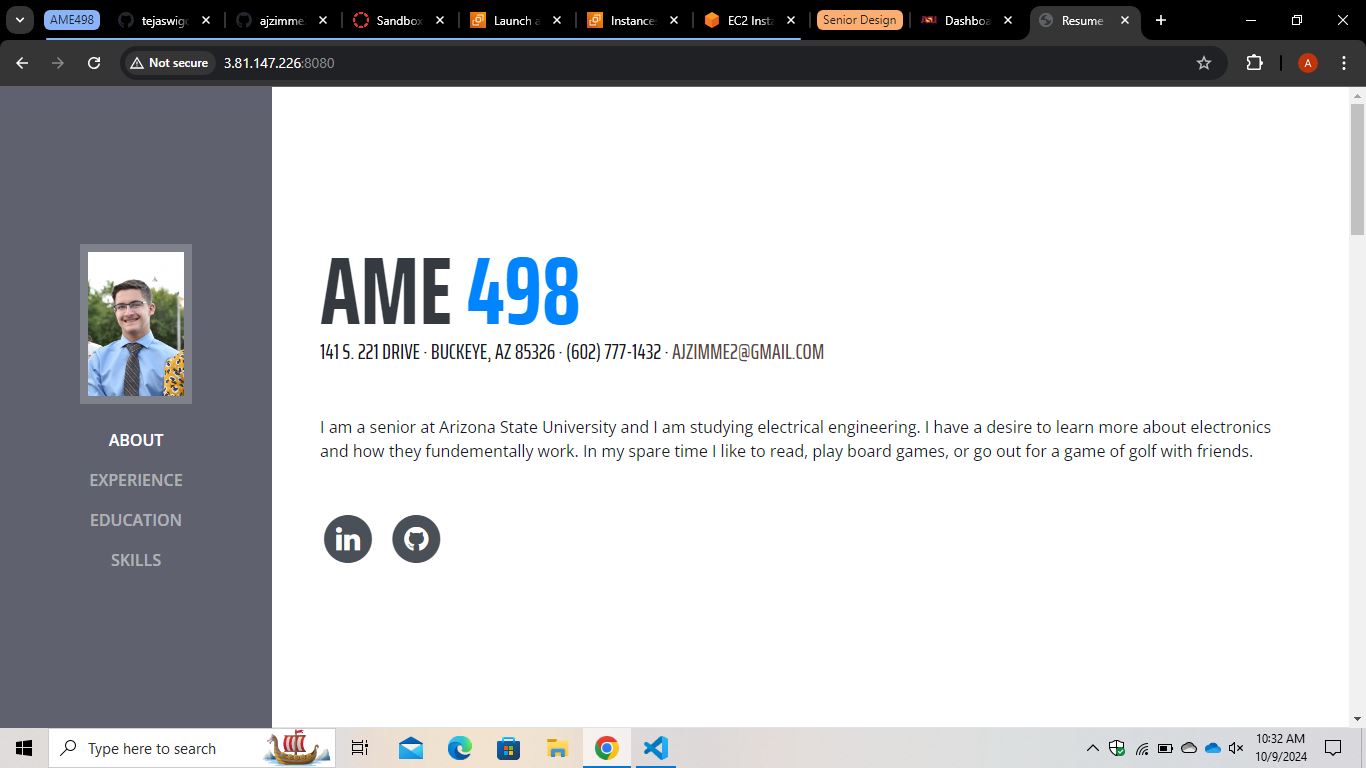 AME498
tejaswigo
ajzimme
Sandbox
Launch a
Instance
EC2 Inst
Senior Design
Dashboa
Resume
Not secure
3.81.147.226:8080
A
AME 498
141 S. 221 DRIVE · BUCKEYE, AZ 85326 · (602) 777-1432 · AJZIMME2@GMAIL.COM
I am a senior at Arizona State University and I am studying electrical engineering. I have a desire to learn more about electronics
and how they fundementally work. In my spare time I like to read, play board games, or go out for a game of golf with friends.
in
ABOUT
EXPERIENCE
EDUCATION
SKILLS
Type here to search
10:32 AM
10/9/2024